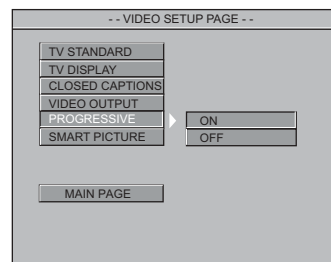 - - VIDEO SETUP PAGE - -
TV STANDARD
TV DISPLAY
CLOSED CAPTIONS
VIDEO OUTPUT
PROGRESSIVE
ON
SMART PICTURE
OFF
MAIN PAGE